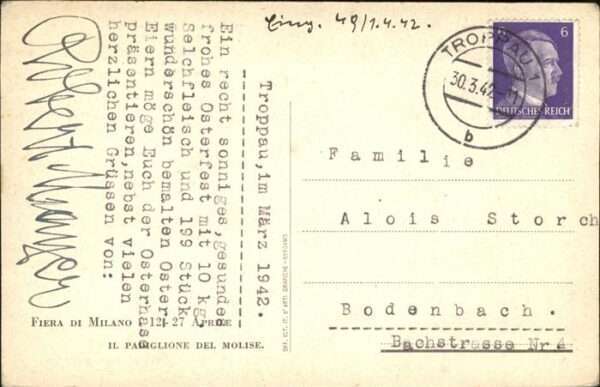 Eing. 49/1.4.42.
Troppau, im März 1942.
Ein recht sonniges, gesundes
frohes Osterfest mit 10 kg.
Selchfleisch und 199 Stück
wunderschön bemalten Oster-
Eiern möge Euch der Osterhase
präsentieren, nebst vielen
herzlichen Grüssen von:
6
DEUTSCHES REICH
TROPPAU 1
30.3.42
b
Familie
Alois Storch
Bodenbach.
Bachstrasse Nr.4
FIERA DI MILANO 12-27 APRILE
IL PADIGLIONE DEL MOLISE.